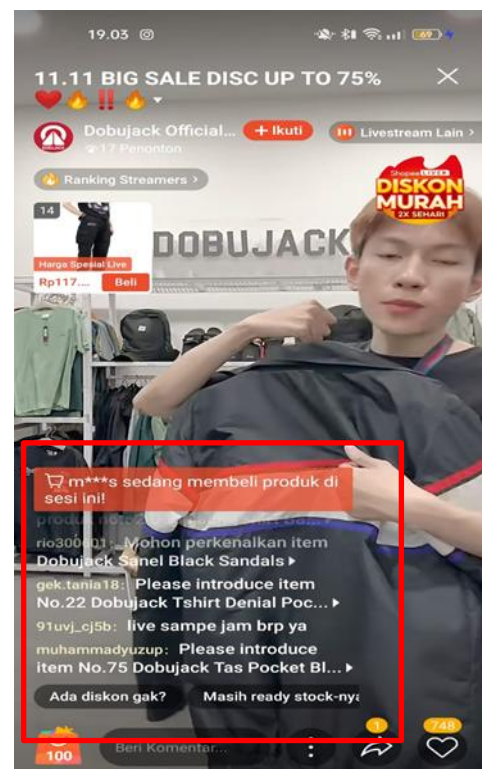 19.03
69
11.11 BIG SALE DISC UP TO 75%
Dobujack Official...
+ Ikuti
Livestream Lain >
17 Penonton
Ranking Streamers >
Shopee LIVE
DISKON
MURAH
2X SEHARI
14
Harga Spesial Live
Rp117....
Beli
DOBUJACK
m***s sedang membeli produk di
sesi ini!
rio300601: Mohon perkenalkan item
Dobujack Sanel Black Sandals
gek.tania18: Please introduce item
No.22 Dobujack Tshirt Denial Poc...
91uvj_cj5b: live sampe jam brp ya
muhammadyuzup: Please introduce
item No.75 Dobujack Tas Pocket Bl...
Ada diskon gak?
Masih ready stock-nya
100
Beri Komentar...
1
748